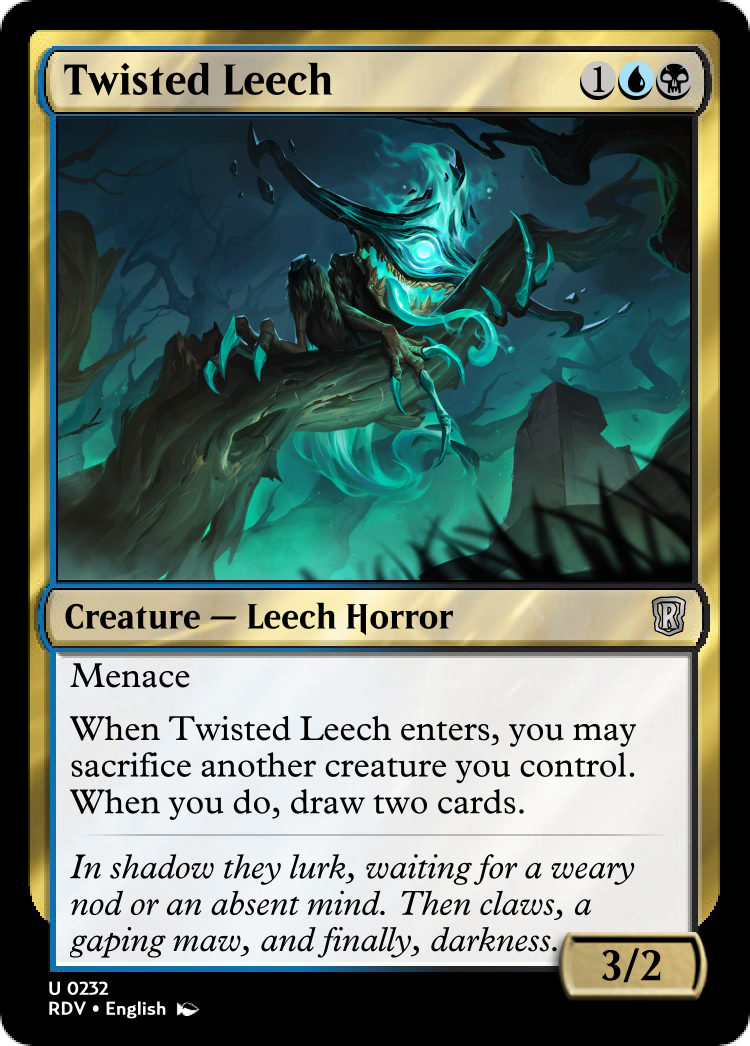 Twisted Leech 1
Creature — Leech Horror R
Menace
When Twisted Leech enters, you may
sacrifice another creature you control.
When you do, draw two cards.
In shadow they lurk, waiting for a weary
nod or an absent mind. Then claws, a
gaping maw, and finally, darkness.
3/2
U 0232
RDV • English